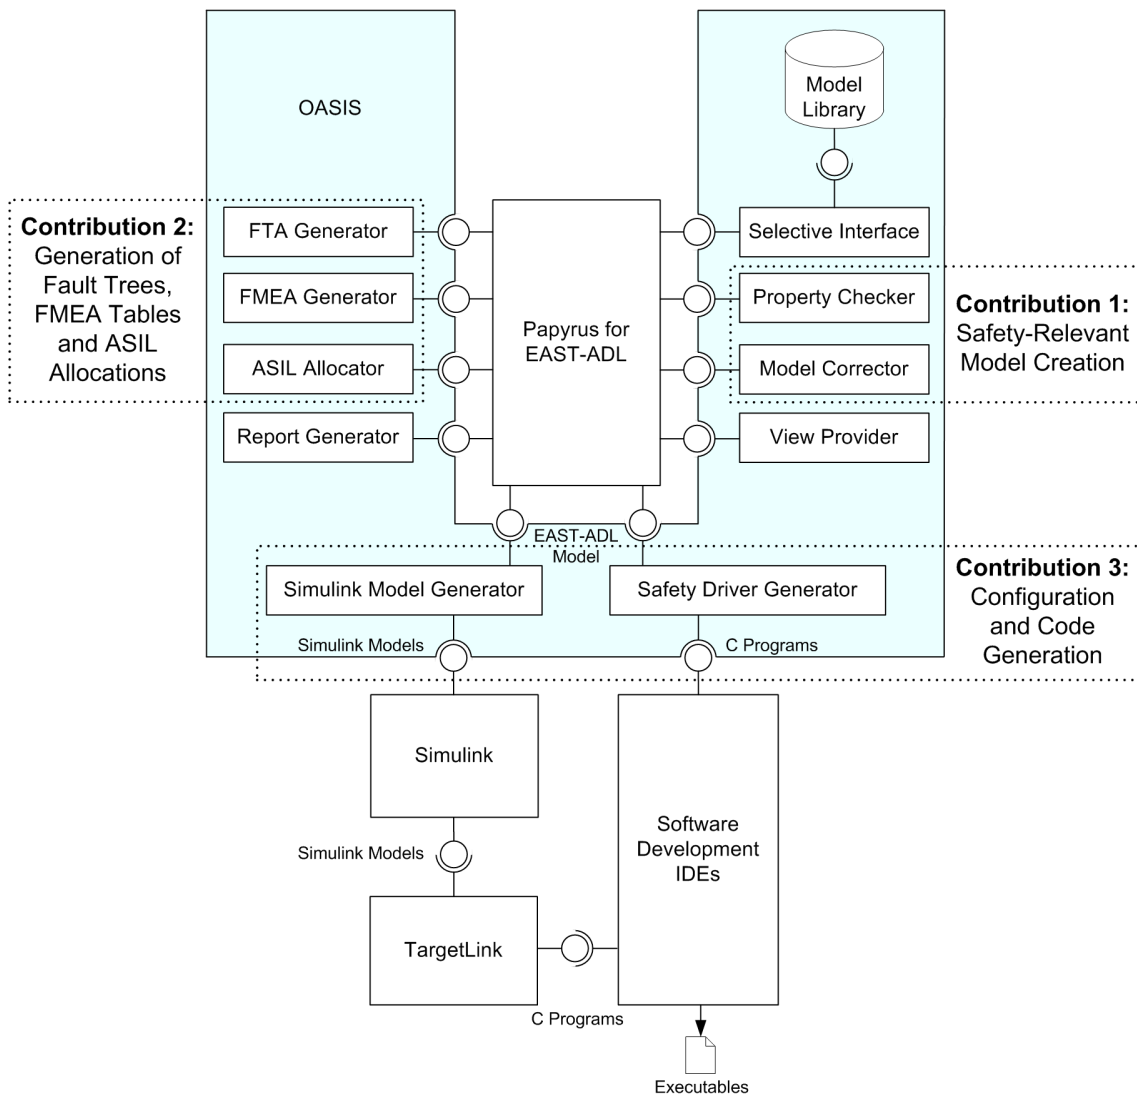 OASIS
Model
Library
Contribution 2:
Generation of
Fault Trees,
FMEA Tables
and ASIL
Allocations
FTA Generator
FMEA Generator
ASIL Allocator
Report Generator
Papyrus for
EAST-ADL
Selective Interface
Property Checker
Model Corrector
View Provider
Contribution 1:
Safety-Relevant
Model Creation
EAST-ADL
Model
Simulink Model Generator
Safety Driver Generator
Contribution 3:
Configuration
and Code
Generation
Simulink Models
C Programs
Simulink
Simulink Models
Software
Development
IDEs
TargetLink
C Programs
Executables